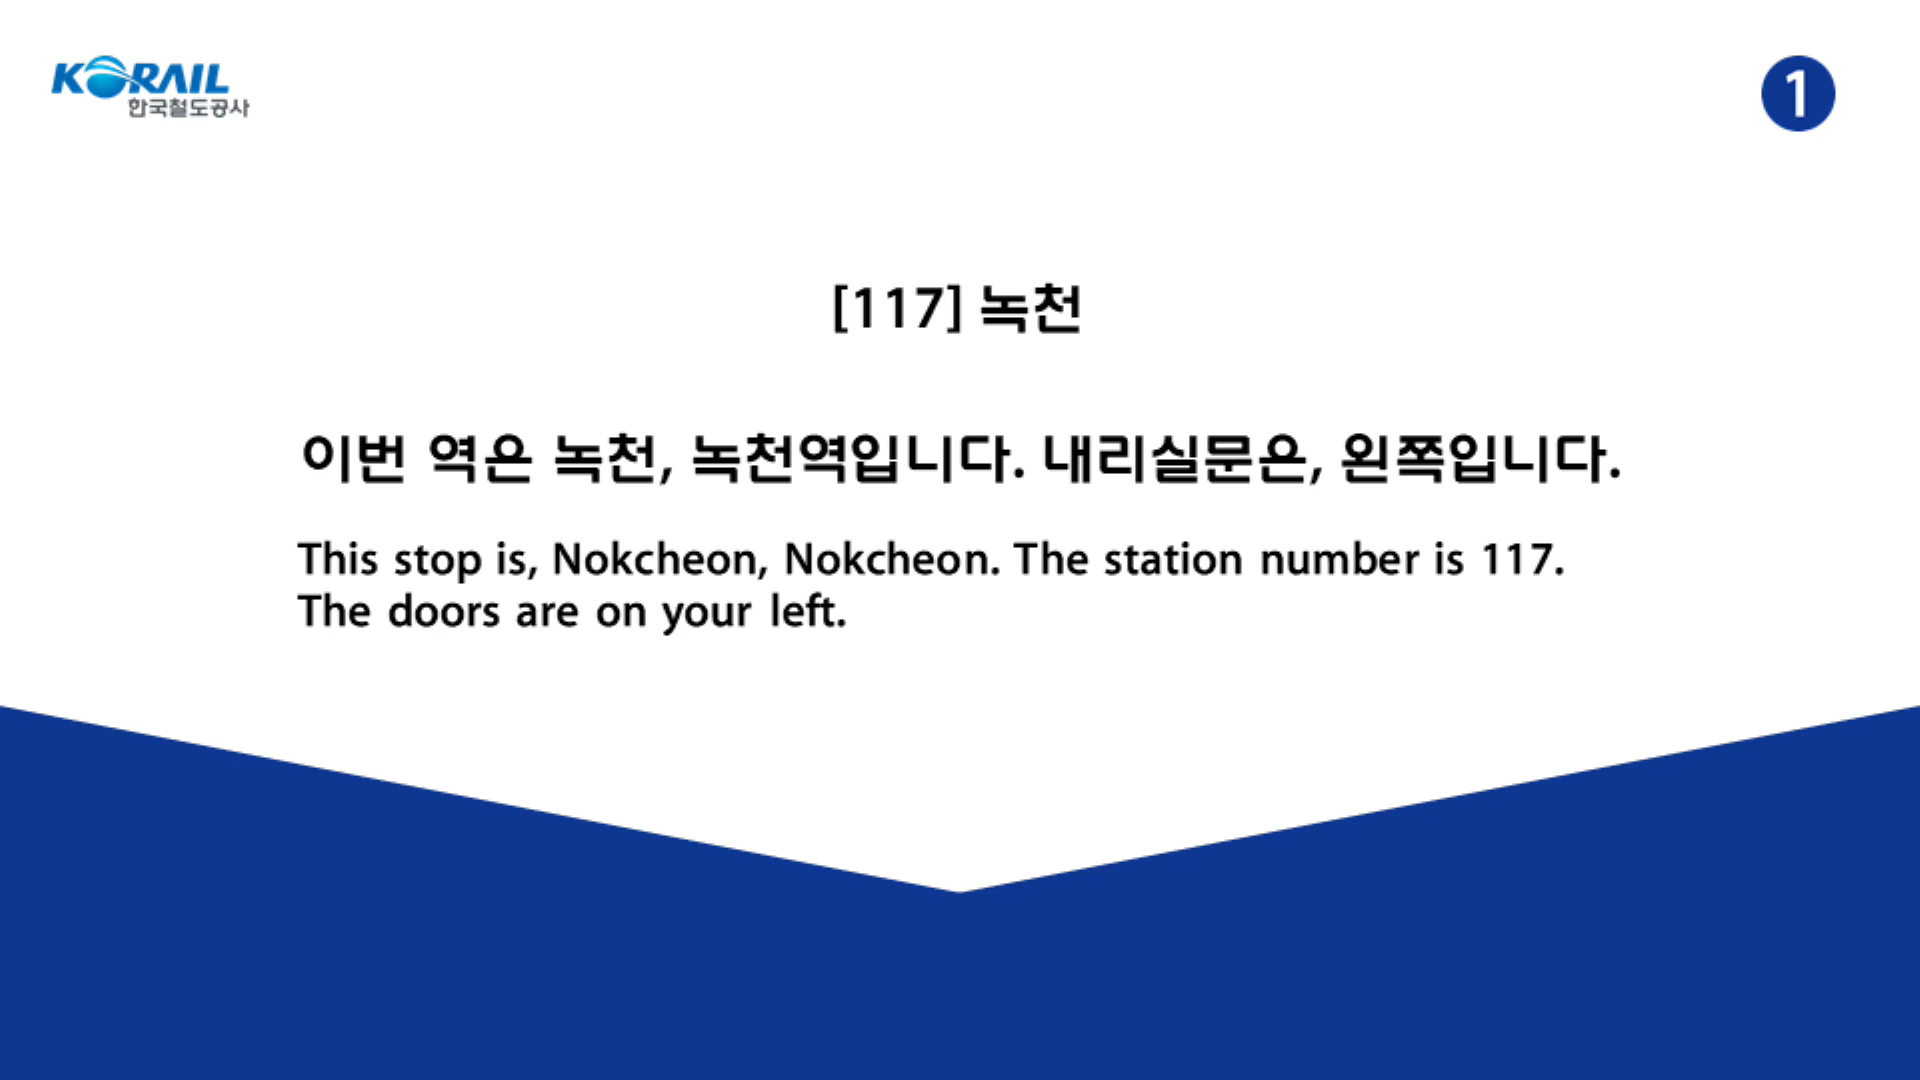 KORAIL
한국철도공사
1
[117] 녹천
이번 역은 녹천, 녹천역입니다. 내리실문은, 왼쪽입니다.
This stop is, Nokcheon, Nokcheon. The station number is 117.
The doors are on your left.